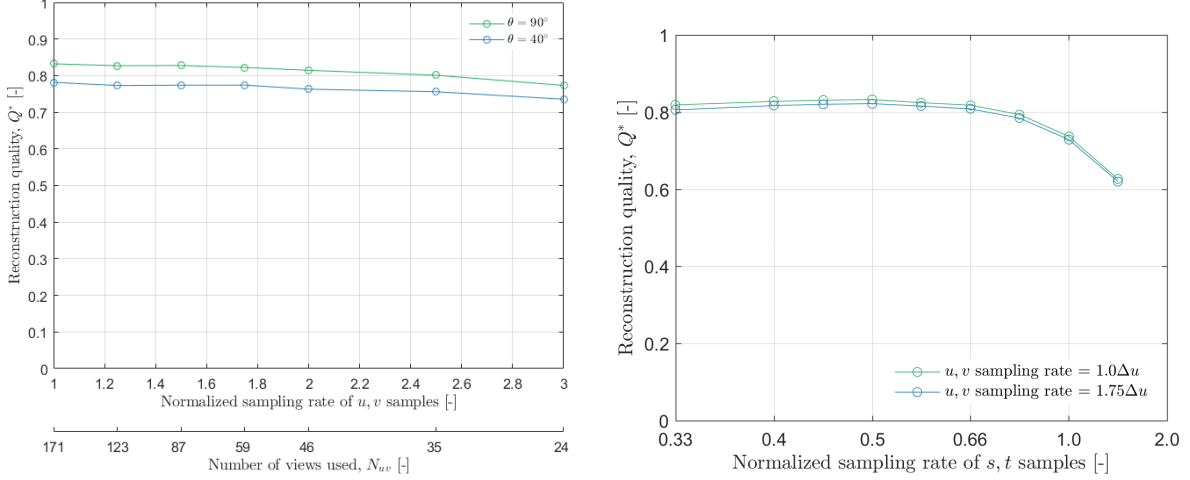 1
0.9
0.8
0.7
0.6
0.5
0.4
0.3
0.2
0.1
0
Reconstruction quality, Q* [-]
θ = 90°
θ = 40°
1 1.2 1.4 1.6 1.8 2 2.2 2.4 2.6 2.8 3
Normalized sampling rate of u, v samples [-]
171 123 87 59 46 35 24
Number of views used, Nuv [-]
1
0.8
0.6
0.4
0.2
0
Reconstruction quality, Q* [-]
u, v sampling rate = 1.0Δu
u, v sampling rate = 1.75Δu
0.33 0.4 0.5 0.66 1.0 2.0
Normalized sampling rate of s, t samples [-]